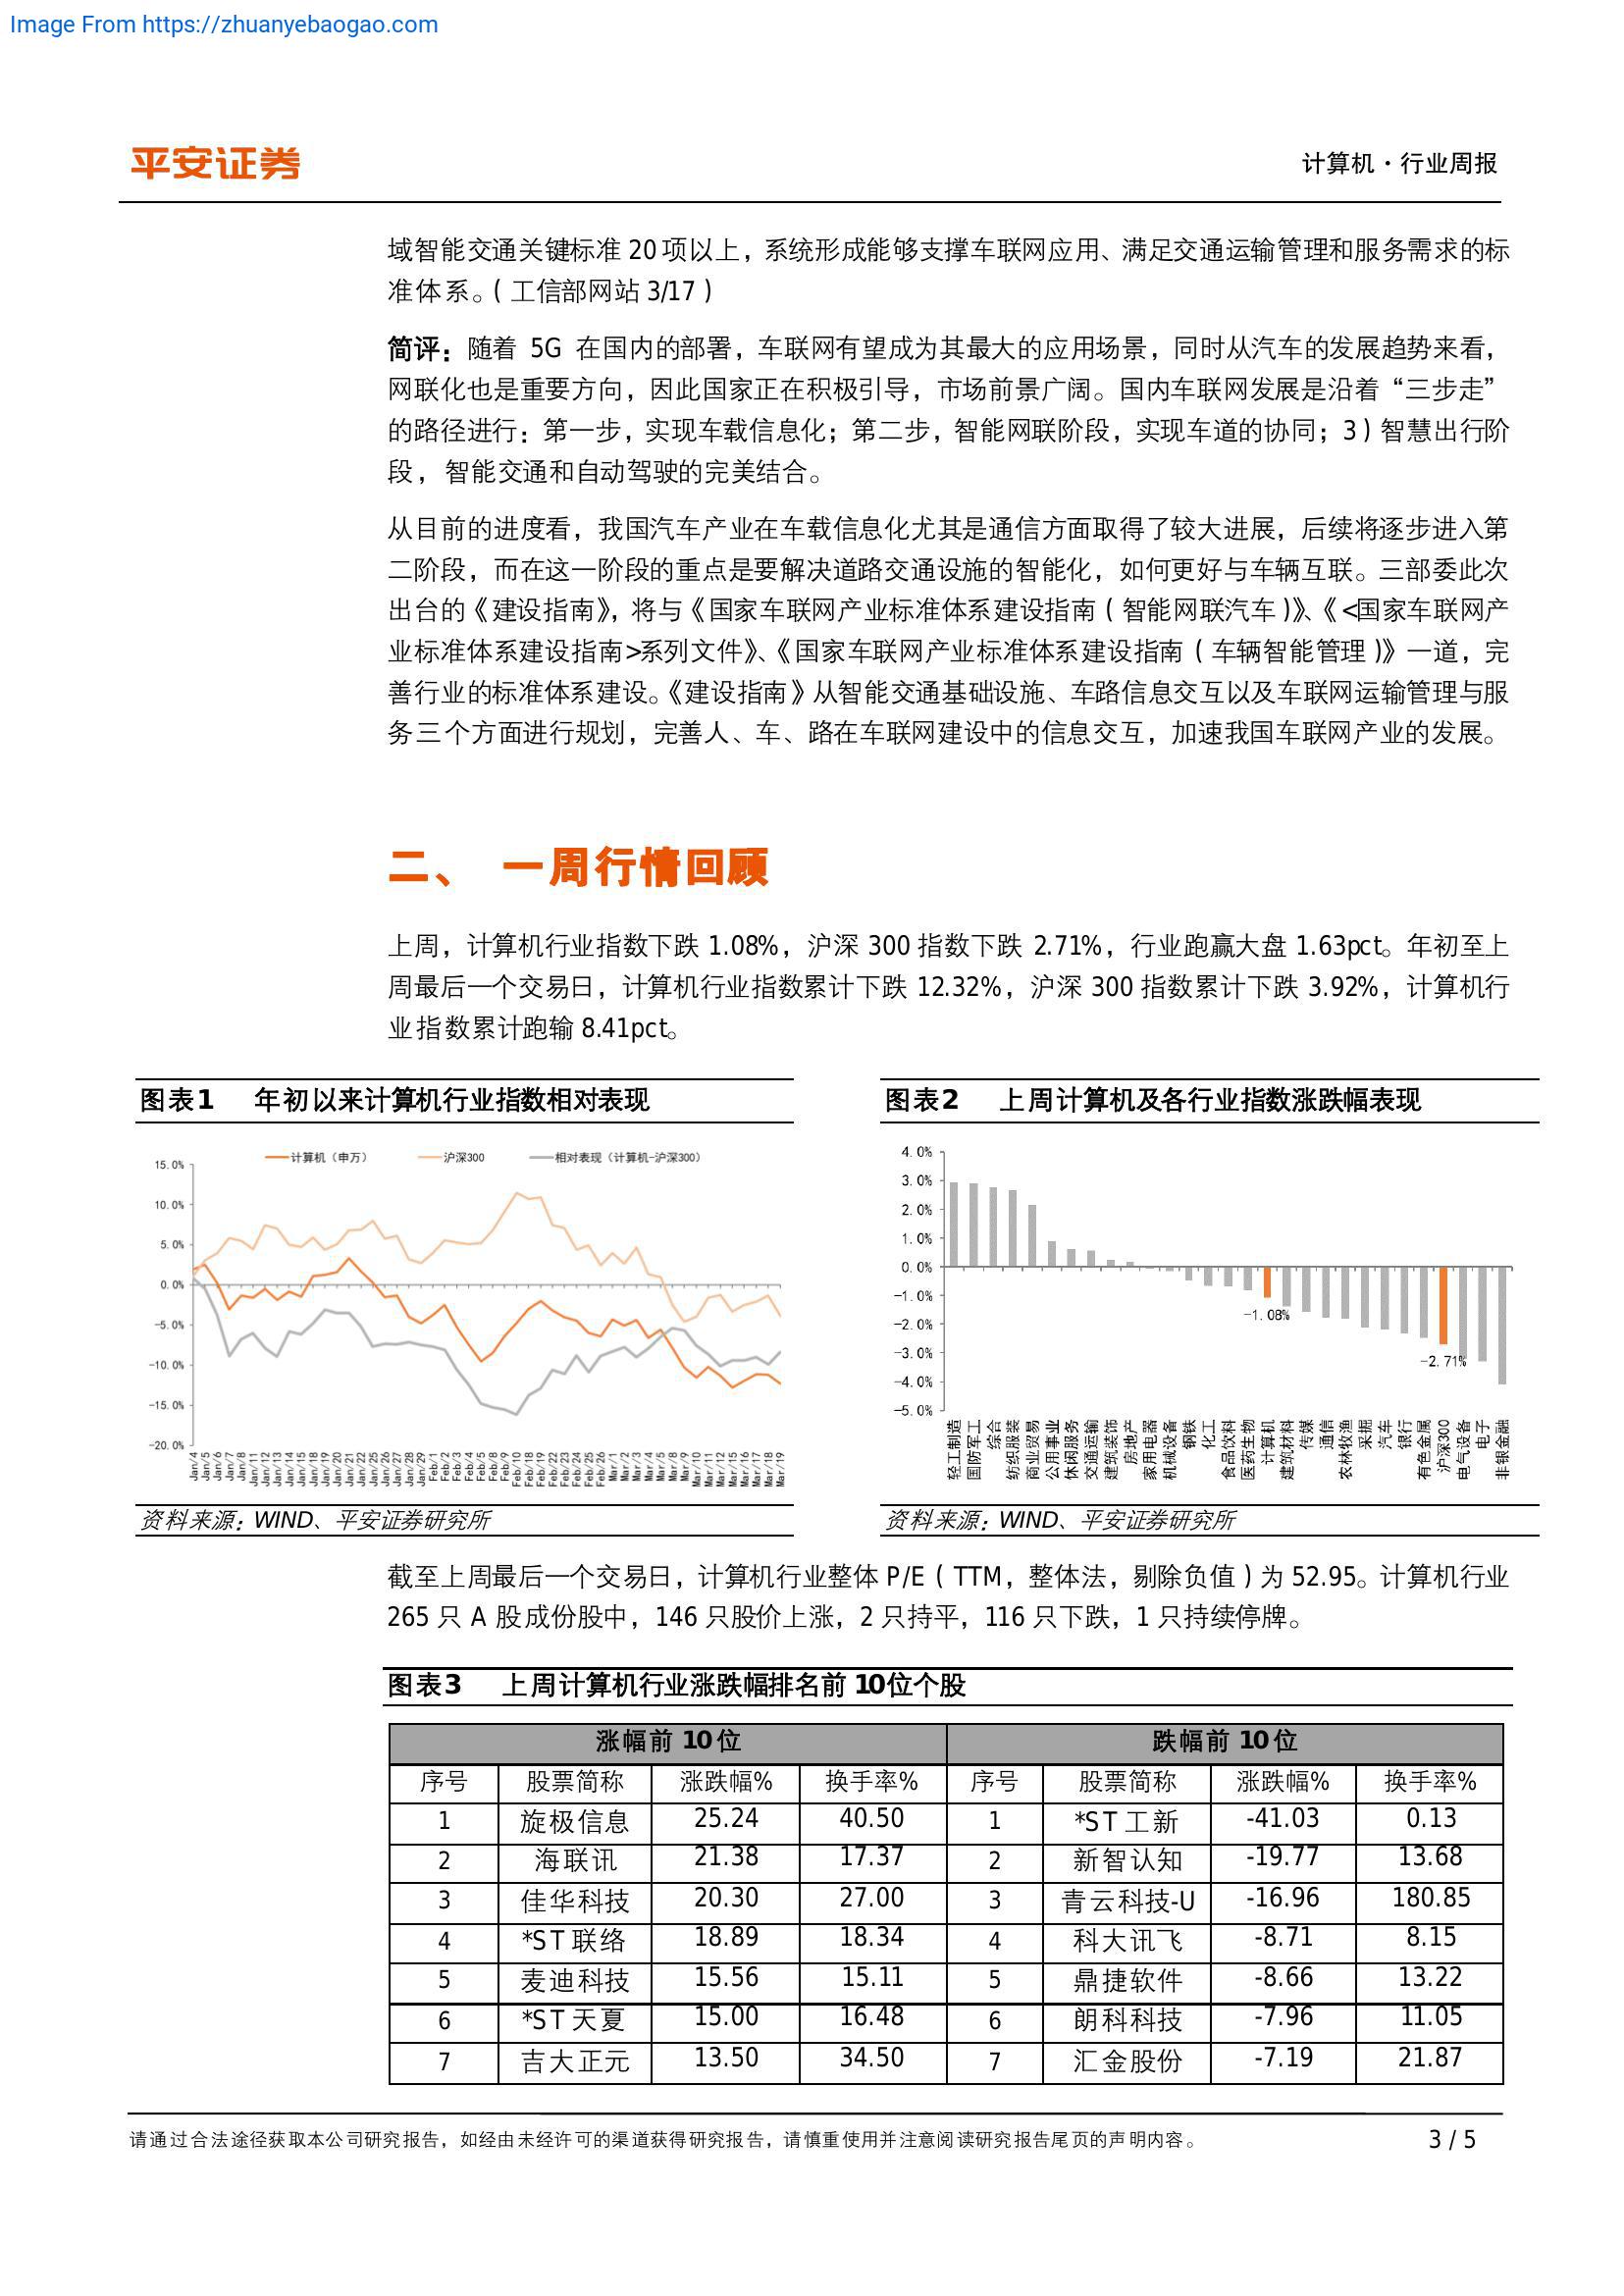 Image From https://zhuanyebaogao.com
平安证券
计算机·行业周报
域智能交通关键标准 20 项以上，系统形成能够支撑车联网应用、满足交通运输管理和服务需求的标
准体系。（工信部网站 3/17）
简评：随着 5G 在国内的部署，车联网有望成为其最大的应用场景，同时从汽车的发展趋势来看，
网联化也是重要方向，因此国家正在积极引导，市场前景广阔。国内车联网发展是沿着“三步走”
的路径进行：第一步，实现车载信息化；第二步，智能网联阶段，实现车道的协同；3）智慧出行阶
段，智能交通和自动驾驶的完美结合。
从目前的进度看，我国汽车产业在车载信息化尤其是通信方面取得了较大进展，后续将逐步进入第
二阶段，而在这一阶段的重点是要解决道路交通设施的智能化，如何更好与车辆互联。三部委此次
出台的《建设指南》，将与《国家车联网产业标准体系建设指南（智能网联汽车）》、《<国家车联网产
业标准体系建设指南>系列文件》、《国家车联网产业标准体系建设指南（车辆智能管理）》一道，完
善行业的标准体系建设。《建设指南》从智能交通基础设施、车路信息交互以及车联网运输管理与服
务三个方面进行规划，完善人、车、路在车联网建设中的信息交互，加速我国车联网产业的发展。
二、 一周行情回顾
上周，计算机行业指数下跌 1.08%，沪深 300 指数下跌 2.71%，行业跑赢大盘 1.63pct。年初至上
周最后一个交易日，计算机行业指数累计下跌 12.32%，沪深 300 指数累计下跌 3.92%，计算机行
业指数累计跑输 8.41pct。
图表1 年初以来计算机行业指数相对表现
计算机（申万） 沪深300 相对表现（计算机-沪深300）
15.0%
10.0%
5.0%
0.0%
-5.0%
-10.0%
-15.0%
-20.0%
Jan/4 Jan/5 Jan/6 Jan/7 Jan/8 Jan/11 Jan/12 Jan/13 Jan/14 Jan/15 Jan/18 Jan/19 Jan/20 Jan/21 Jan/22 Jan/25 Jan/26 Jan/27 Jan/28 Jan/29 Feb/1 Feb/2 Feb/3 Feb/4 Feb/5 Feb/8 Feb/9 Feb/10 Feb/18 Feb/19 Feb/22 Feb/23 Feb/24 Feb/25 Feb/26 Mar/1 Mar/2 Mar/3 Mar/4 Mar/5 Mar/8 Mar/9 Mar/10 Mar/11 Mar/12 Mar/15 Mar/16 Mar/17 Mar/18 Mar/19
资料来源：WIND、平安证券研究所
图表2 上周计算机及各行业指数涨跌幅表现
4.0%
3.0%
2.0%
1.0%
0.0%
-1.0%
-2.0%
-3.0%
-4.0%
-5.0%
-1.08%
-2.71%
轻工制造 国防军工 综合 纺织服装 商业贸易 公用事业 休闲服务 交通运输 建筑装饰 房地产 家用电器 机械设备 钢铁 化工 食品饮料 医药生物 计算机 建筑材料 传媒 通信 农林牧渔 采掘 汽车 银行 有色金属 沪深300 电气设备 电子 非银金融
资料来源：WIND、平安证券研究所
截至上周最后一个交易日，计算机行业整体 P/E（TTM，整体法，剔除负值）为 52.95。计算机行业
265 只 A 股成份股中，146 只股价上涨，2 只持平，116 只下跌，1 只持续停牌。
图表3 上周计算机行业涨跌幅排名前 10位个股
涨幅前 10 位 跌幅前 10 位
序号 股票简称 涨跌幅% 换手率% 序号 股票简称 涨跌幅% 换手率%
1 旋极信息 25.24 40.50 1 *ST 工新 -41.03 0.13
2 海联讯 21.38 17.37 2 新智认知 -19.77 13.68
3 佳华科技 20.30 27.00 3 青云科技-U -16.96 180.85
4 *ST 联络 18.89 18.34 4 科大讯飞 -8.71 8.15
5 麦迪科技 15.56 15.11 5 鼎捷软件 -8.66 13.22
6 *ST 天夏 15.00 16.48 6 朗科科技 -7.96 11.05
7 吉大正元 13.50 34.50 7 汇金股份 -7.19 21.87
请通过合法途径获取本公司研究报告，如经由未经许可的渠道获得研究报告，请慎重使用并注意阅读研究报告尾页的声明内容。
3 / 5